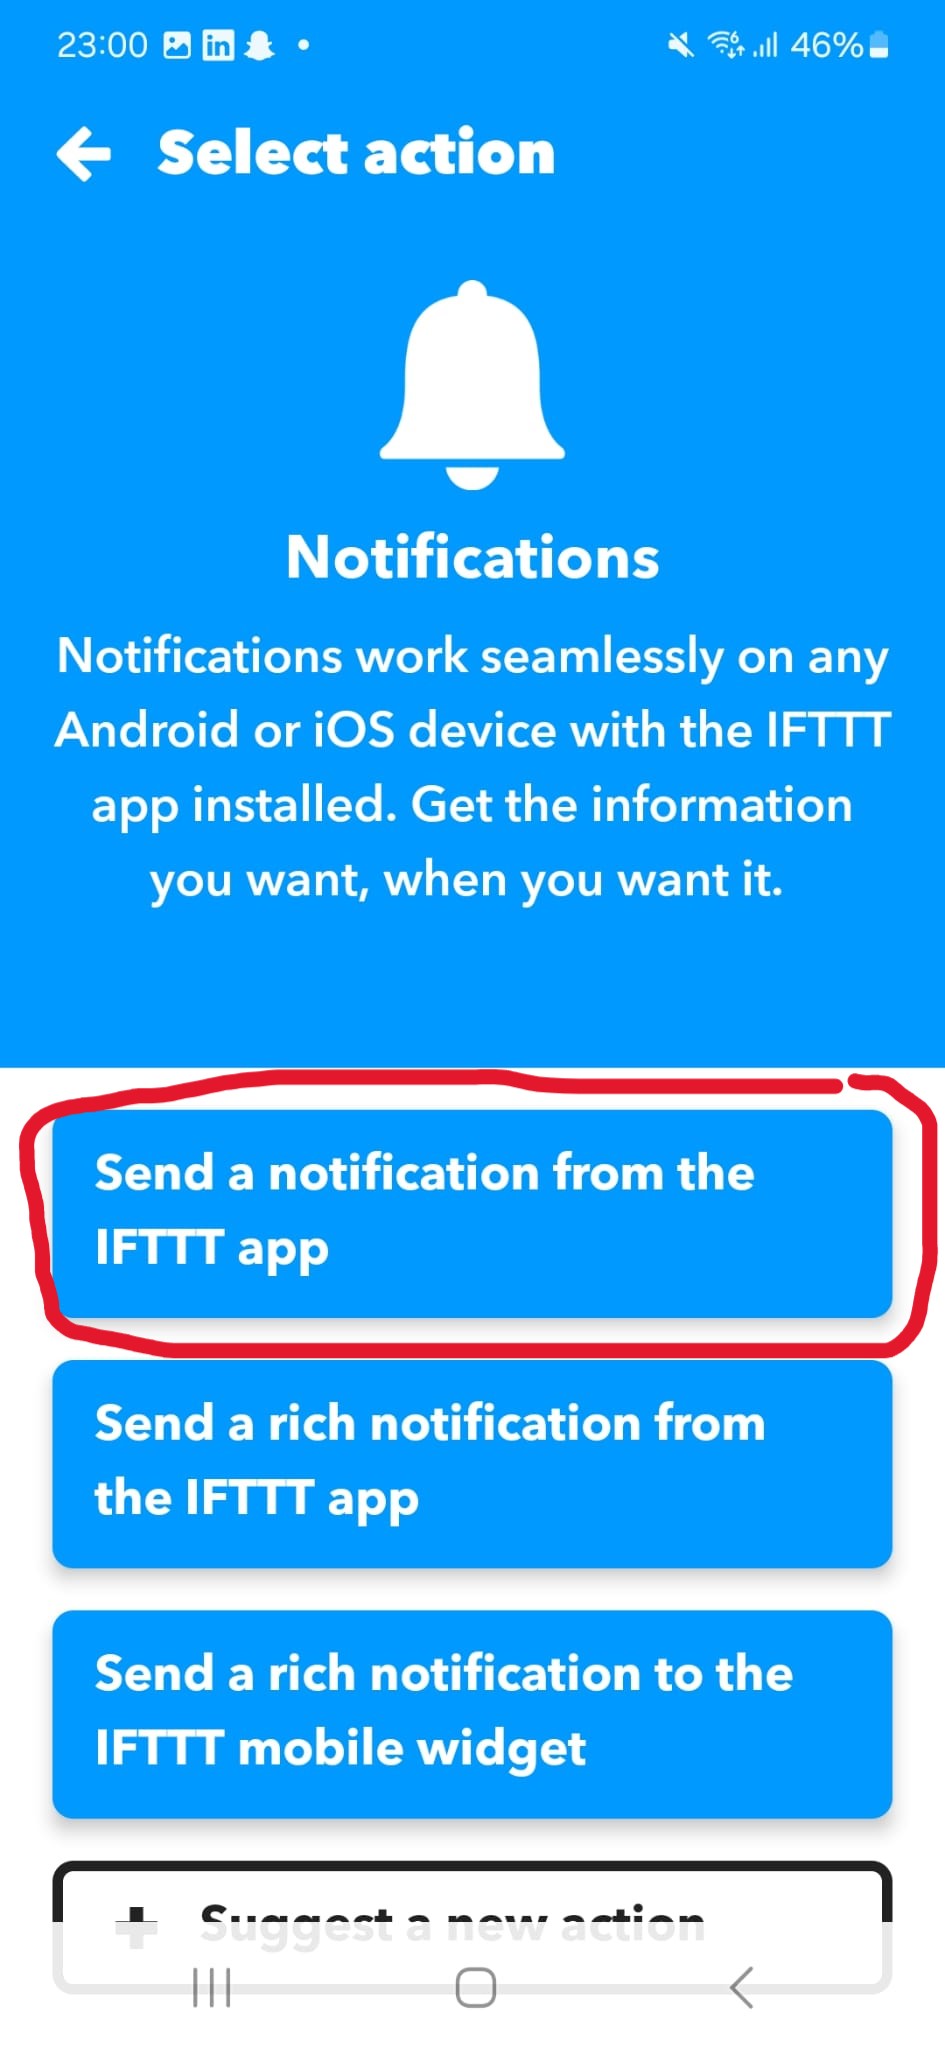 23:00 in 46%
Select action
Notifications
Notifications work seamlessly on any
Android or iOS device with the IFTTT
app installed. Get the information
you want, when you want it.
Send a notification from the
IFTTT app
Send a rich notification from
the IFTTT app
Send a rich notification to the
IFTTT mobile widget
+ Suggest a new action